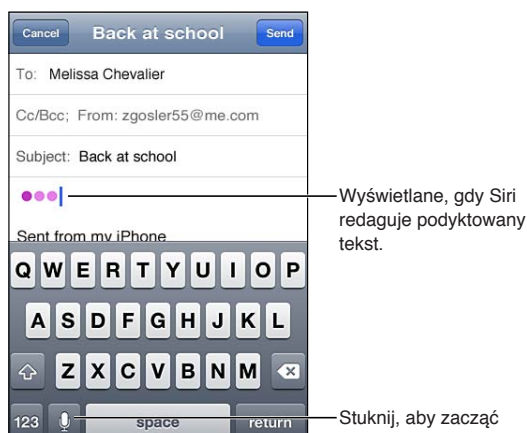 Cancel Back at school Send
To: Melissa Chevalier
Cc/Bcc; From: zgosler55@me.com
Subject: Back at school
Wyświetlane, gdy Siri
redaguje podyktowany
tekst.
Sent from my iPhone
Q W E R T Y U I O P
A S D F G H J K L
Z X C V B N M
123 space return
Stuknij, aby zacząć